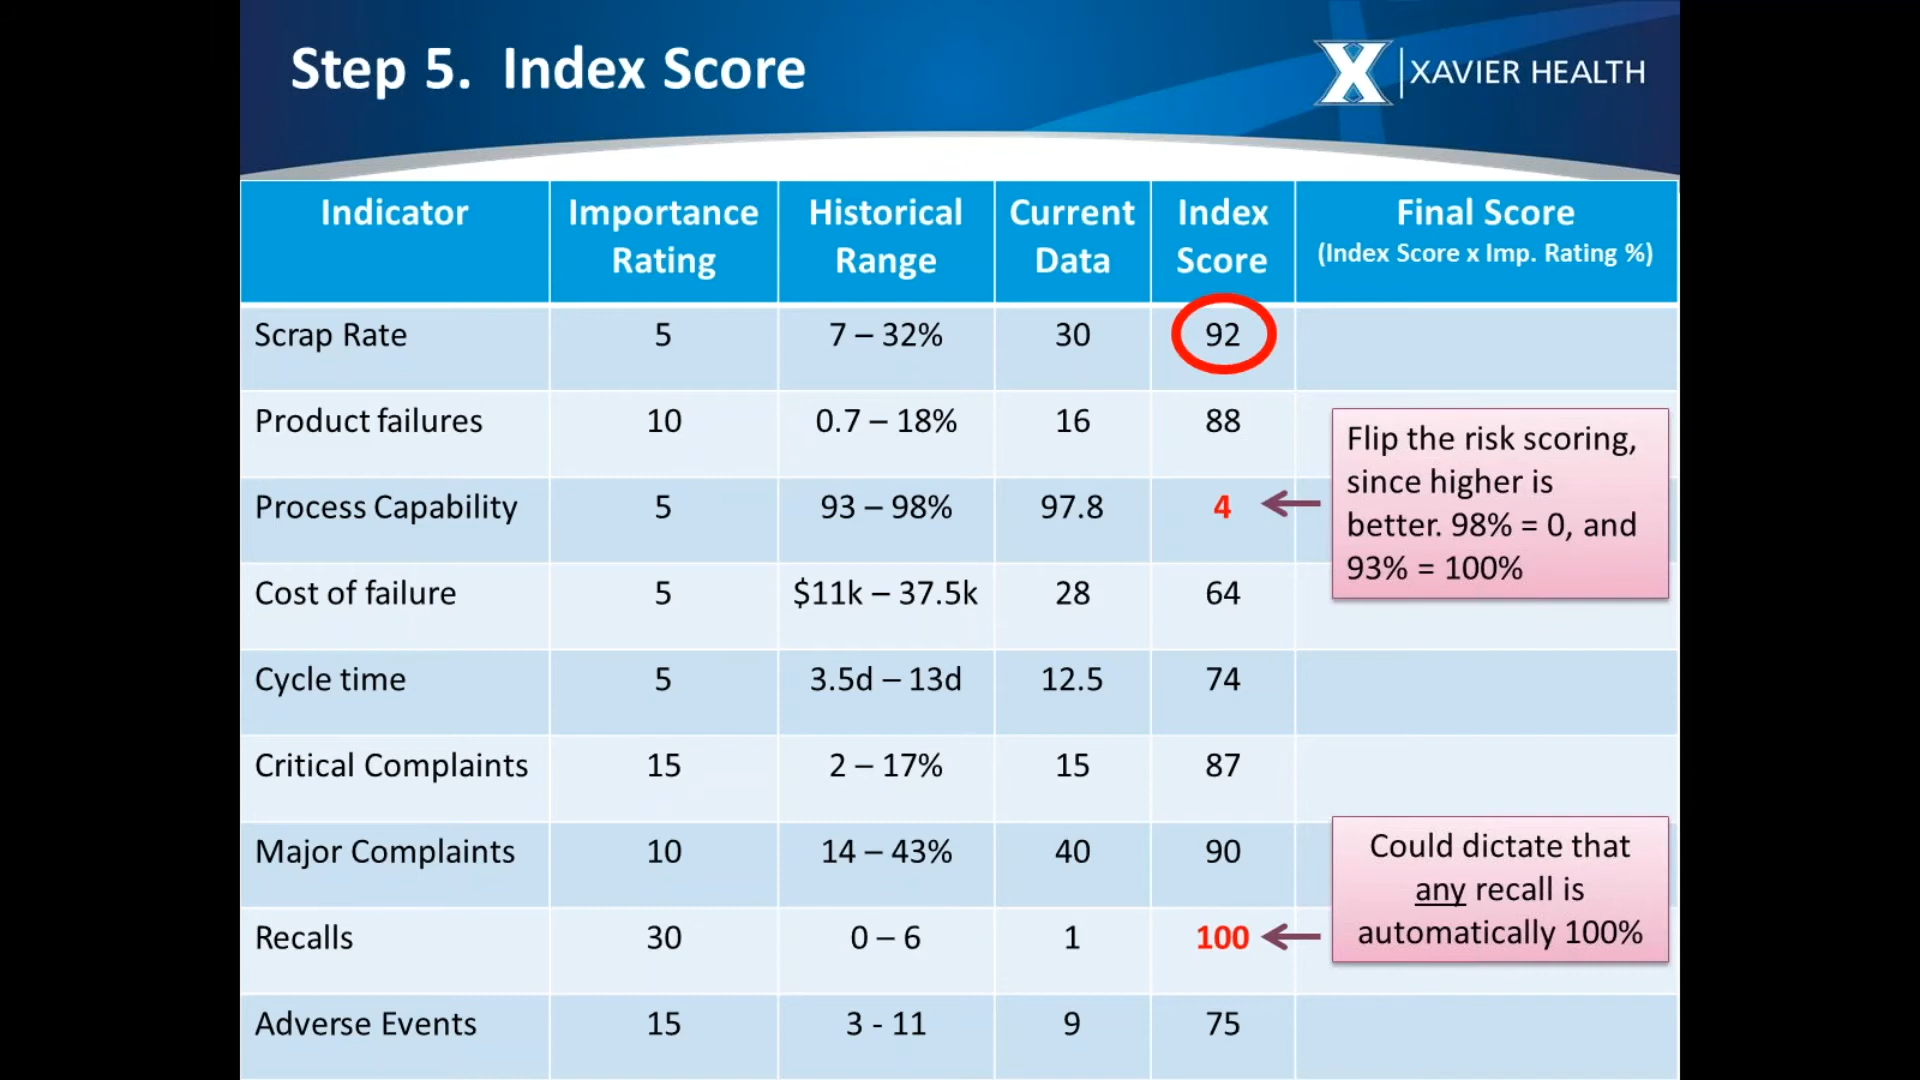 Step 5.  Index Score
X XAVIER HEALTH
Indicator Importance Rating Historical Range Current Data Index Score Final Score (Index Score x Imp. Rating %)
Scrap Rate 5 7 – 32% 30 92
Product failures 10 0.7 – 18% 16 88
Process Capability 5 93 – 98% 97.8 4
Flip the risk scoring,
since higher is
better. 98% = 0, and
93% = 100%
Cost of failure 5 $11k – 37.5k 28 64
Cycle time 5 3.5d – 13d 12.5 74
Critical Complaints 15 2 – 17% 15 87
Major Complaints 10 14 – 43% 40 90
Could dictate that
any recall is
automatically 100%
Recalls 30 0 – 6 1 100
Adverse Events 15 3 - 11 9 75